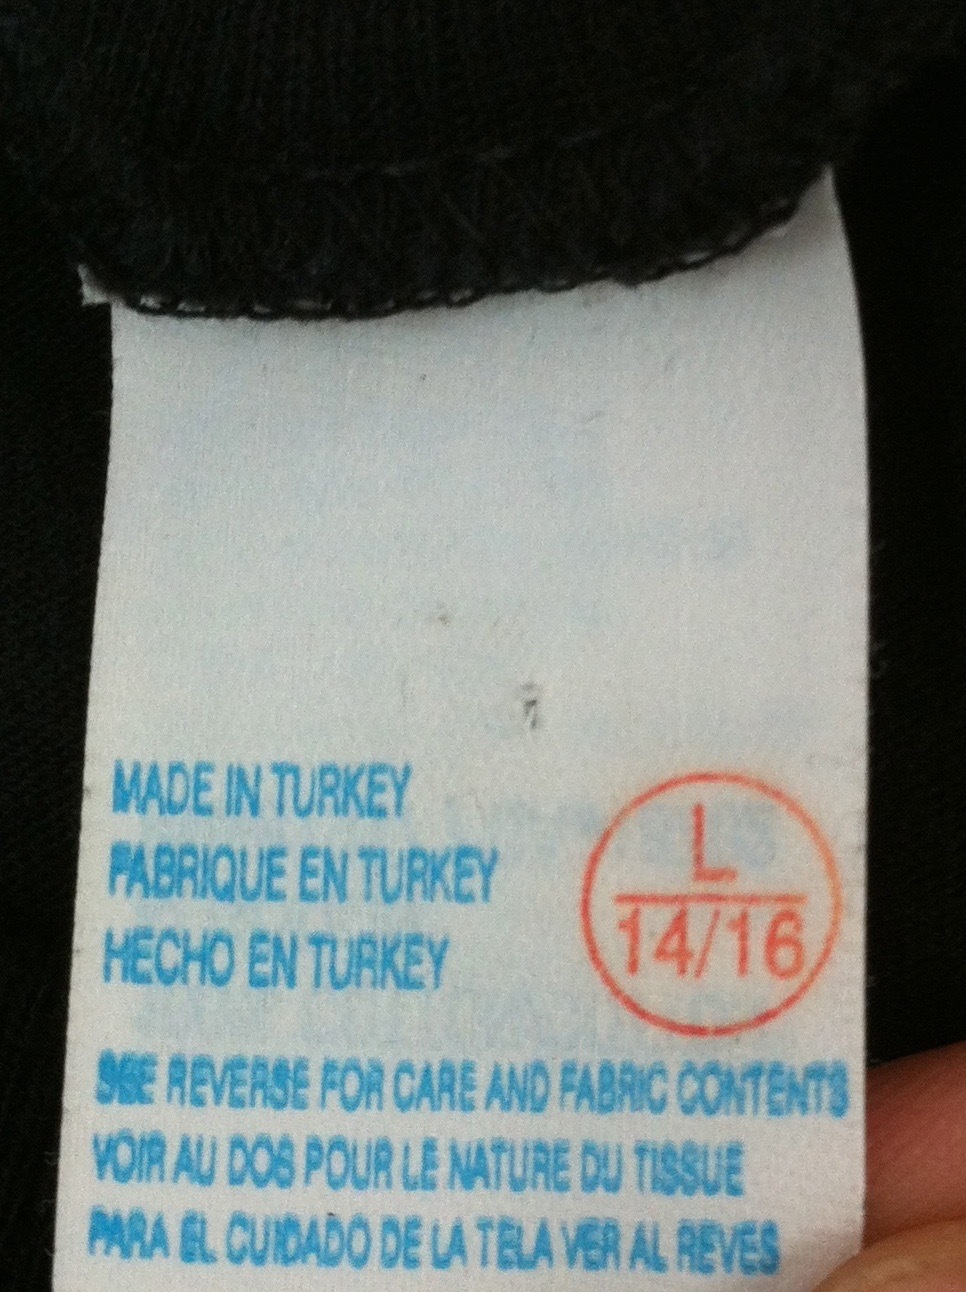 MADE IN TURKEY
FABRIQUE EN TURKEY
HECHO EN TURKEY
L
14/16
SEE REVERSE FOR CARE AND FABRIC CONTENTS
VOIR AU DOS POUR LE NATURE DU TISSUE
PARA EL CUIDADO DE LA TELA VER AL REVES